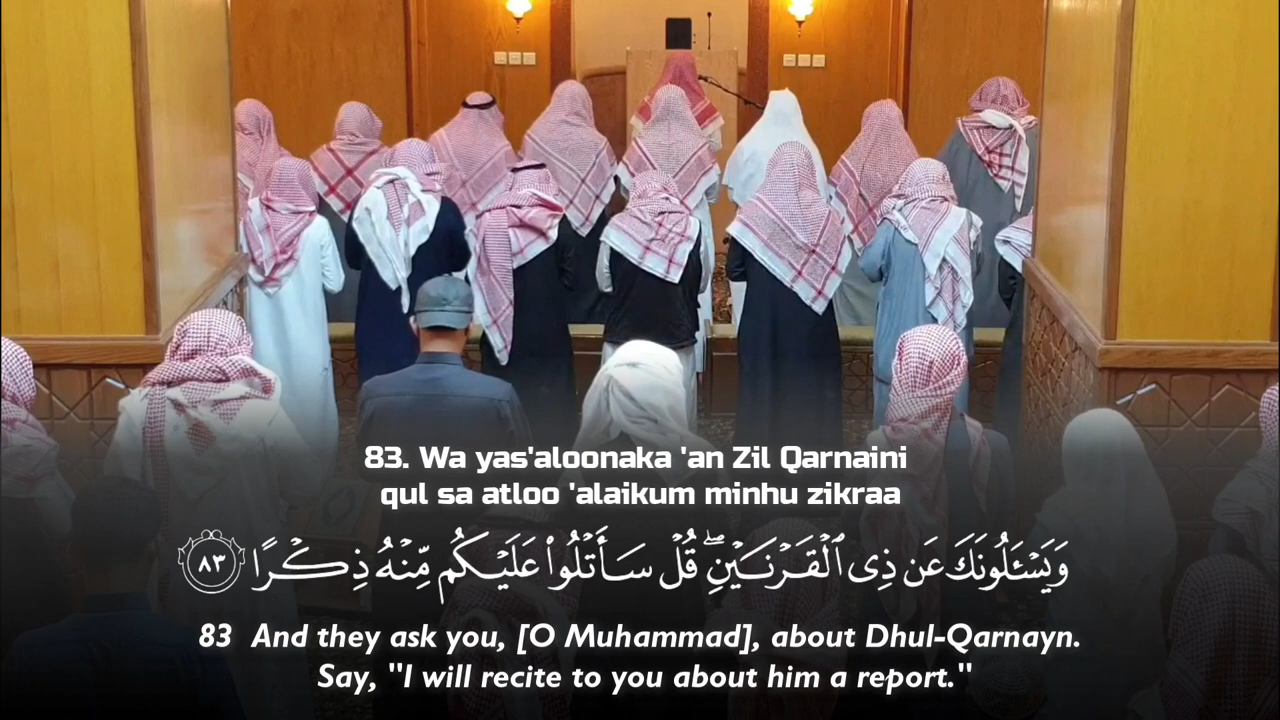 83. Wa yas'aloonaka 'an Zil Qarnaini
qul sa atloo 'alaikum minhu zikraa
وَيَسْـَٔلُونَكَ عَن ذِى ٱلْقَرْنَيْنِ ۖ قُلْ سَأَتْلُوا۟ عَلَيْكُم مِّنْهُ ذِكْرًا ٨٣
83 And they ask you, [O Muhammad], about Dhul-Qarnayn.
Say, "I will recite to you about him a report."